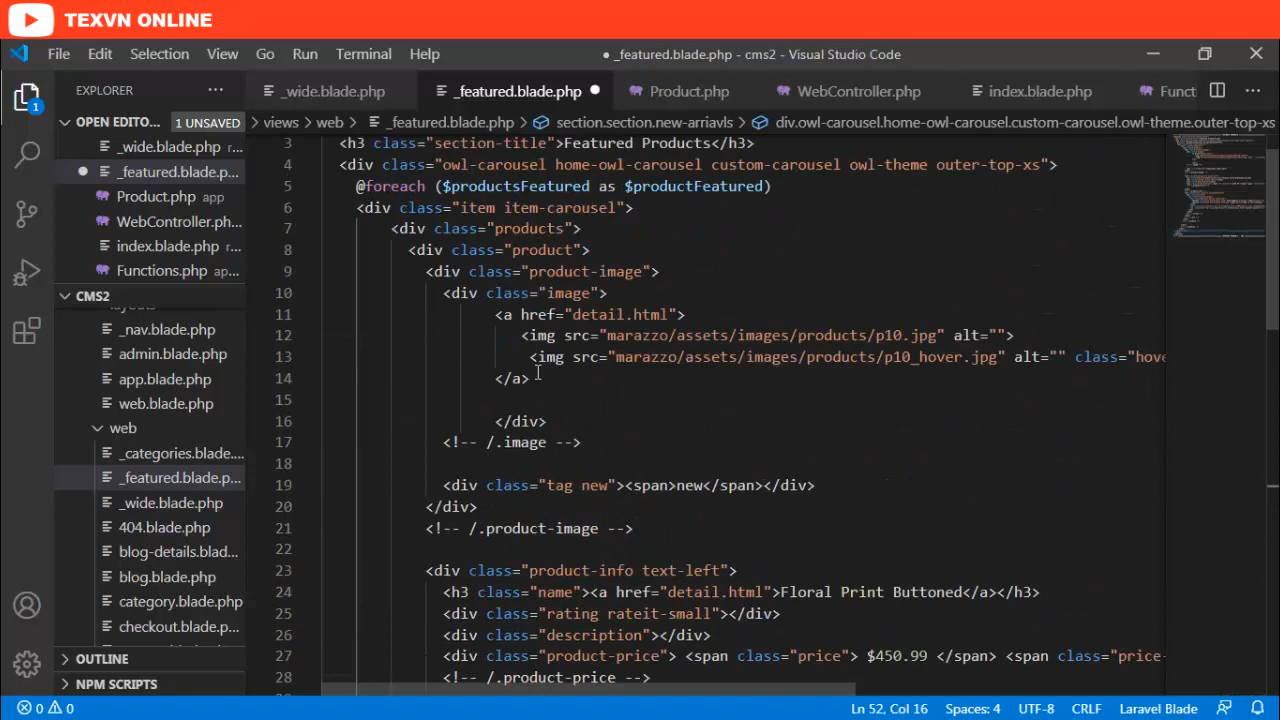 TEXVN ONLINE
File Edit Selection View Go Run Terminal Help
● _featured.blade.php - cms2 - Visual Studio Code
EXPLORER ···
_wide.blade.php _featured.blade.php Product.php WebController.php index.blade.php Funct
OPEN EDITO... 1 UNSAVED
views > web > _featured.blade.php > section.section.new-arriavls > div.owl-carousel.home-owl-carousel.custom-carousel.owl-theme.outer-top-xs
_wide.blade.php ...
_featured.blade.p...
Product.php app
WebController.ph...
index.blade.php r...
Functions.php app
CMS2
_nav.blade.php
admin.blade.php
app.blade.php
web.blade.php
web
_categories.blade....
_featured.blade.p...
_wide.blade.php
404.blade.php
blog-details.blad...
blog.blade.php
category.blade.php
checkout.blade.p...
OUTLINE
NPM SCRIPTS
3 <h3 class="section-title">Featured Products</h3>
4 <div class="owl-carousel home-owl-carousel custom-carousel owl-theme outer-top-xs">
5 @foreach ($productsFeatured as $productFeatured)
6 <div class="item item-carousel">
7 <div class="products">
8 <div class="product">
9 <div class="product-image">
10 <div class="image">
11 <a href="detail.html">
12 <img src="marazzo/assets/images/products/p10.jpg" alt="">
13 <img src="marazzo/assets/images/products/p10_hover.jpg" alt="" class="hove
14 </a>
15
16 </div>
17 <!-- /.image -->
18
19 <div class="tag new"><span>new</span></div>
20 </div>
21 <!-- /.product-image -->
22
23 <div class="product-info text-left">
24 <h3 class="name"><a href="detail.html">Floral Print Buttoned</a></h3>
25 <div class="rating rateit-small"></div>
26 <div class="description"></div>
27 <div class="product-price"> <span class="price"> $450.99 </span> <span class="price-
28 <!-- /.product-price -->
0 0 Ln 52, Col 16 Spaces: 4 UTF-8 CRLF Laravel Blade